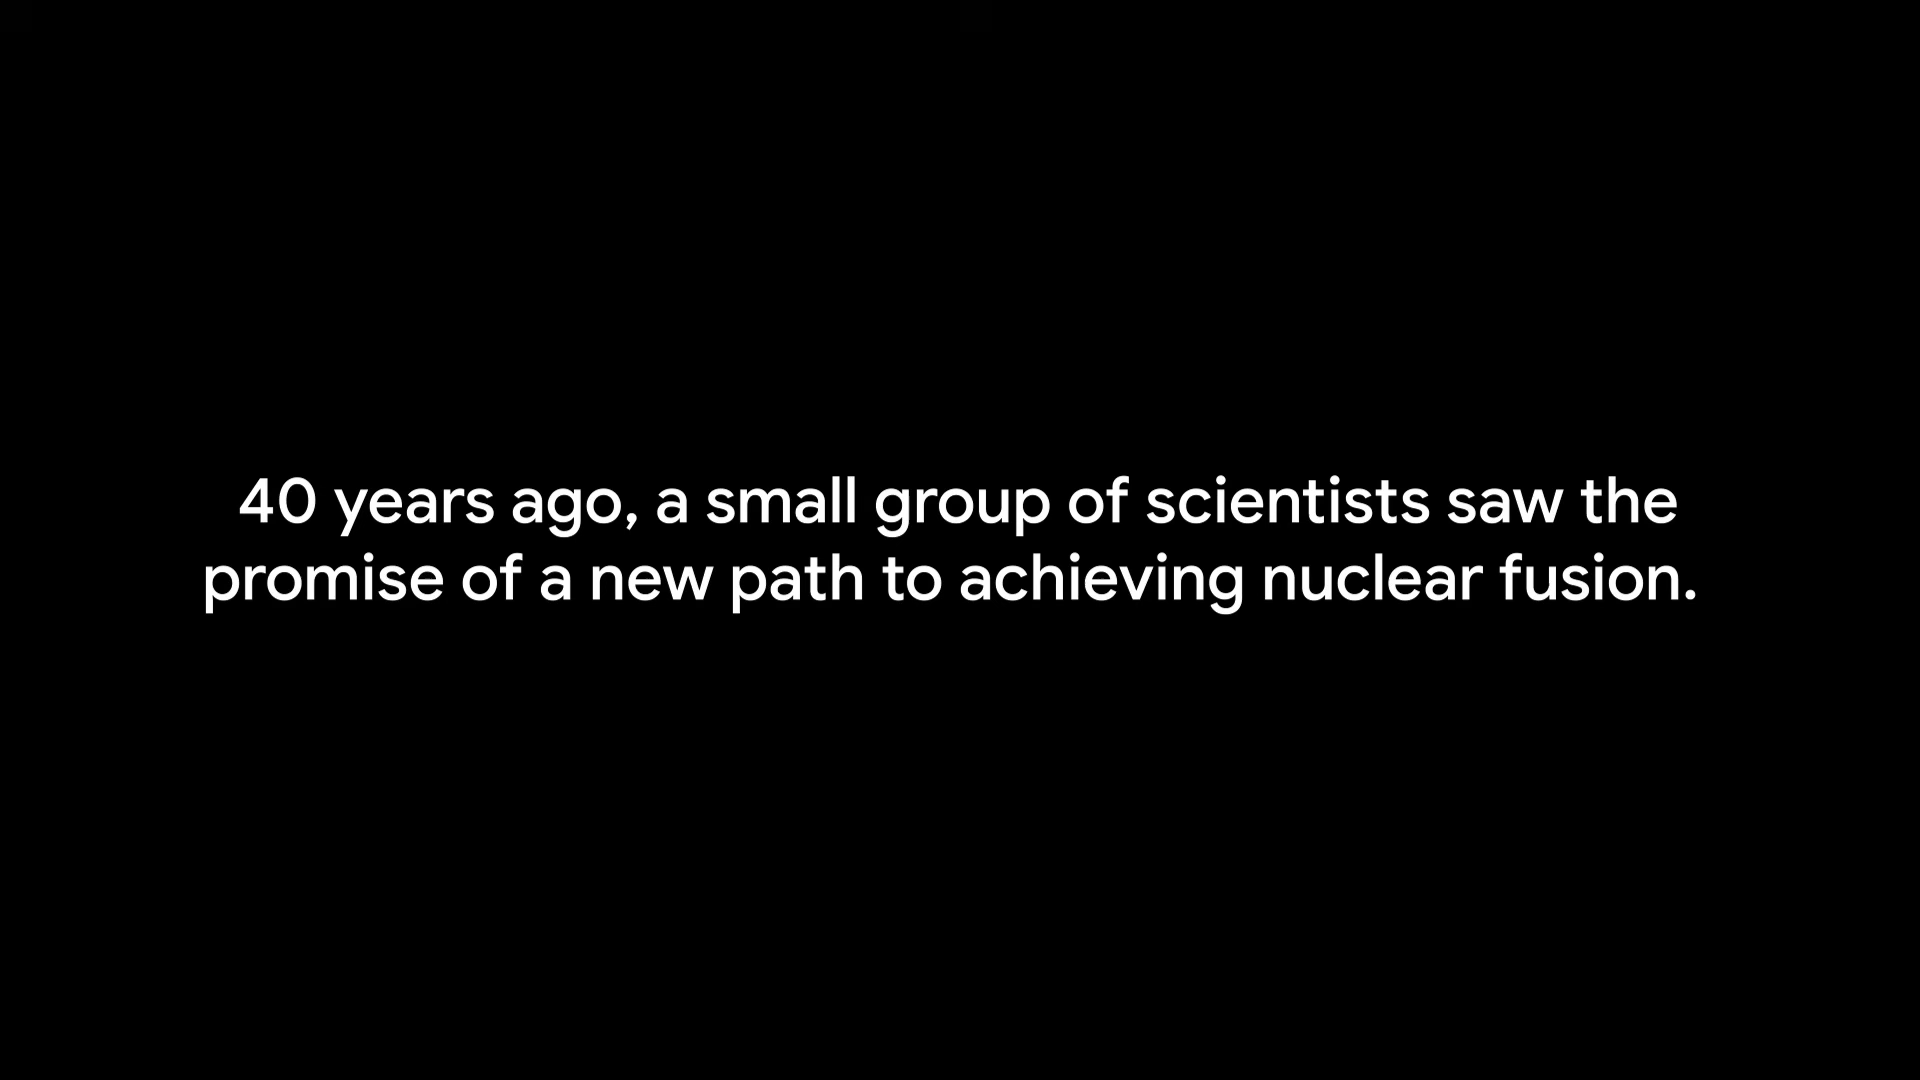 40 years ago, a small group of scientists saw the
promise of a new path to achieving nuclear fusion.